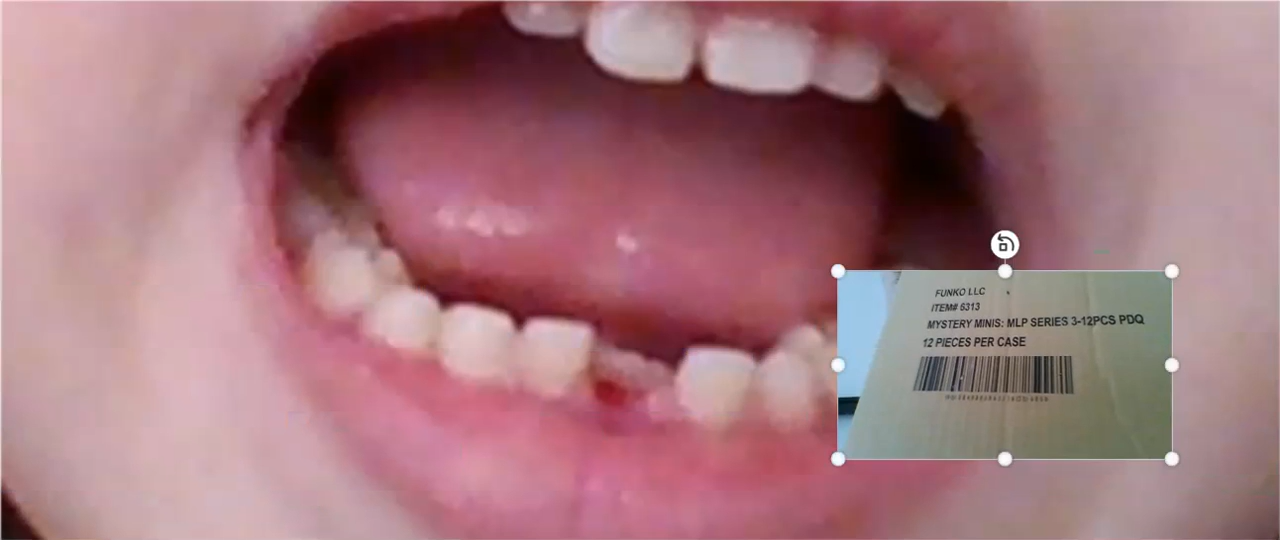 FUNKO LLC
ITEM# 6313
MYSTERY MINIS: MLP SERIES 3-12PCS PDQ
12 PIECES PER CASE